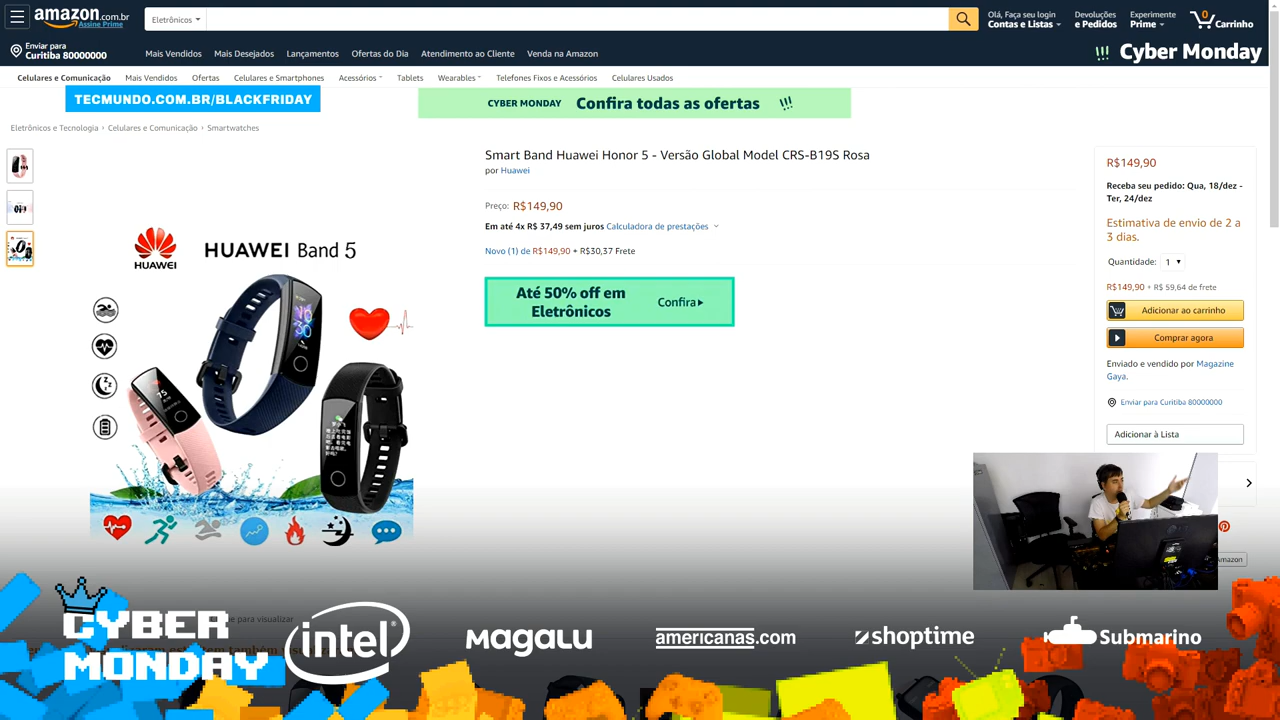 amazon.com.br
Assine Prime
Eletrônicos
Olá, Faça seu login
Contas e Listas
Devoluções
e Pedidos
Experimente
Prime
0
Carrinho
Enviar para
Curitiba 80000000
Mais Vendidos
Mais Desejados
Lançamentos
Ofertas do Dia
Atendimento ao Cliente
Venda na Amazon
Cyber Monday
Celulares e Comunicação
Mais Vendidos
Ofertas
Celulares e Smartphones
Acessórios
Tablets
Wearables
Telefones Fixos e Acessórios
Celulares Usados
TECMUNDO.COM.BR/BLACKFRIDAY
CYBER MONDAY Confira todas as ofertas
Eletrônicos e Tecnologia › Celulares e Comunicação › Smartwatches
HUAWEI
HUAWEI Band 5
Smart Band Huawei Honor 5 - Versão Global Model CRS-B19S Rosa
por Huawei
Preço: R$149,90
Em até 4x R$ 37,49 sem juros Calculadora de prestações
Novo (1) de R$149,90 + R$30,37 Frete
Até 50% off em
Eletrônicos
Confira
R$149,90
Receba seu pedido: Qua, 18/dez -
Ter, 24/dez
Estimativa de envio de 2 a
3 dias.
Quantidade: 1
R$149,90 + R$ 59,64 de frete
Adicionar ao carrinho
Comprar agora
Enviado e vendido por Magazine
Gaya.
Enviar para Curitiba 80000000
Adicionar à Lista
Amazon
para visualizar
CYBER
MONDAY
intel
Magalu
americanas.com
shoptime
Submarino